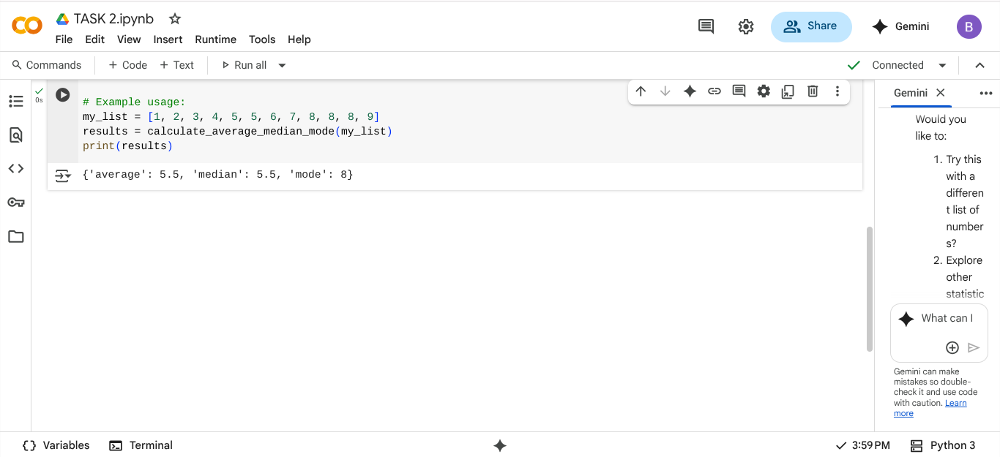 TASK 2.ipynb
File Edit View Insert Runtime Tools Help
Share
Gemini
B
Commands
+ Code + Text
Run all
Connected
0s
# Example usage:
my_list = [1, 2, 3, 4, 5, 5, 6, 7, 8, 8, 8, 9]
results = calculate_average_median_mode(my_list)
print(results)
{'average': 5.5, 'median': 5.5, 'mode': 8}
Gemini
Would you
like to:
1. Try this
with a
differen
t list of
number
s?
2. Explore
other
statistic
What can I
Gemini can make
mistakes so double-
check it and use code
with caution. Learn
more
Variables
Terminal
3:59 PM
Python 3